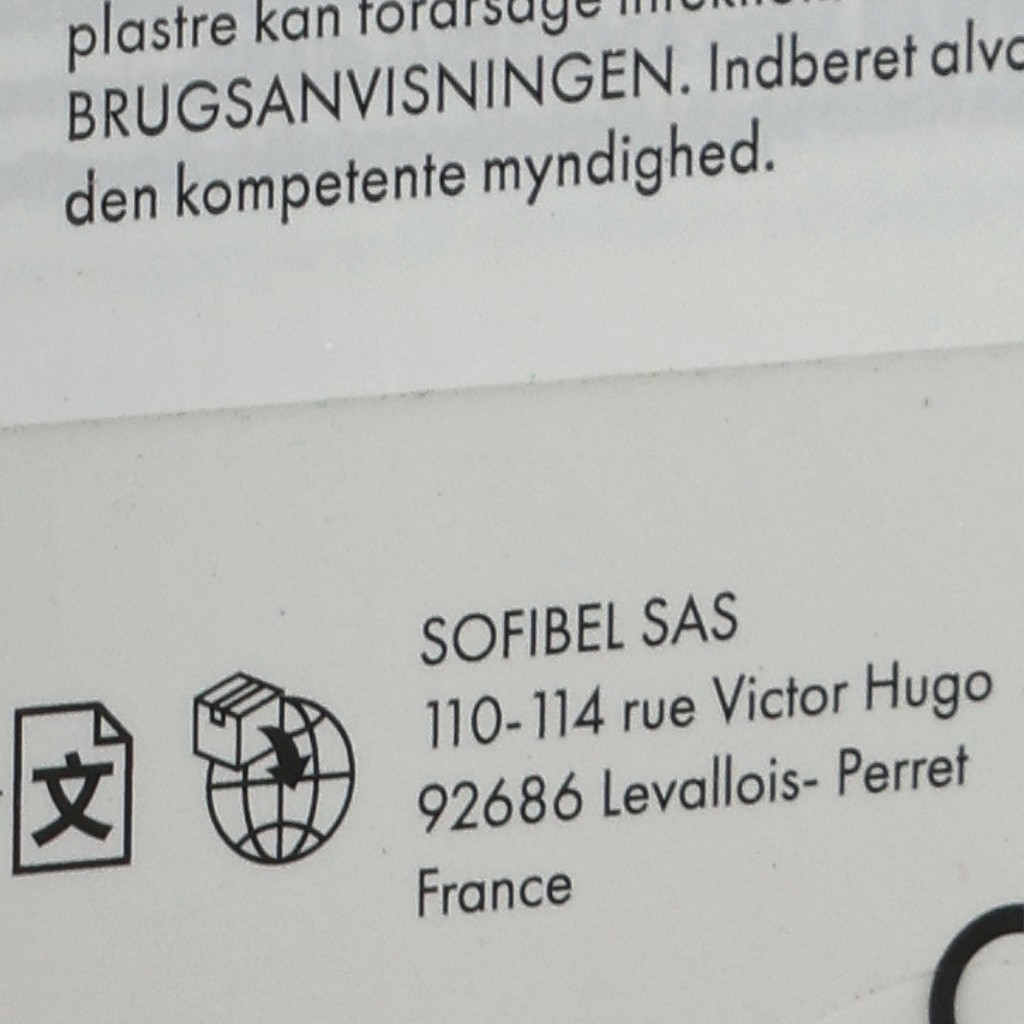 plastre kan forårsage
BRUGSANVISNINGEN. Indberet
den kompetente myndighed.
SOFIBEL SAS
110-114 rue Victor Hugo
92686 Levallois- Perret
France
文